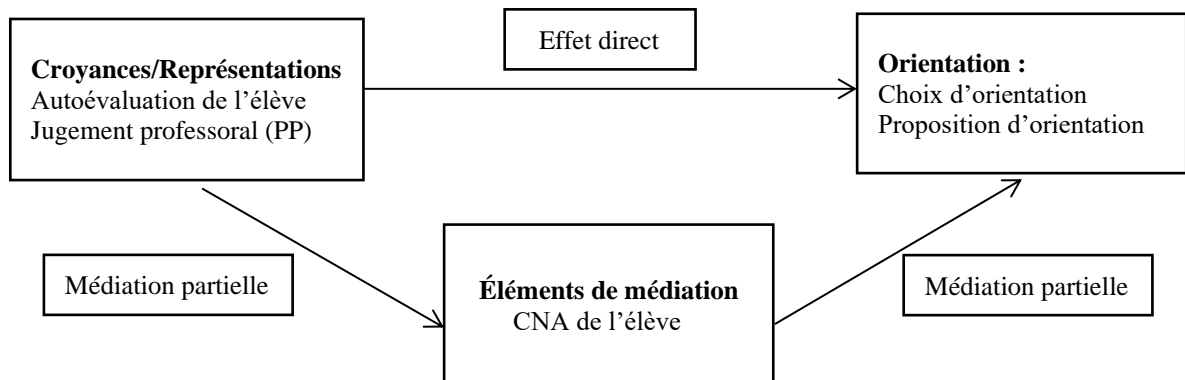 Effet direct
Croyances/Représentations
Autoévaluation de l'élève
Jugement professoral (PP)
Orientation :
Choix d'orientation
Proposition d'orientation
Médiation partielle
Éléments de médiation
CNA de l'élève
Médiation partielle